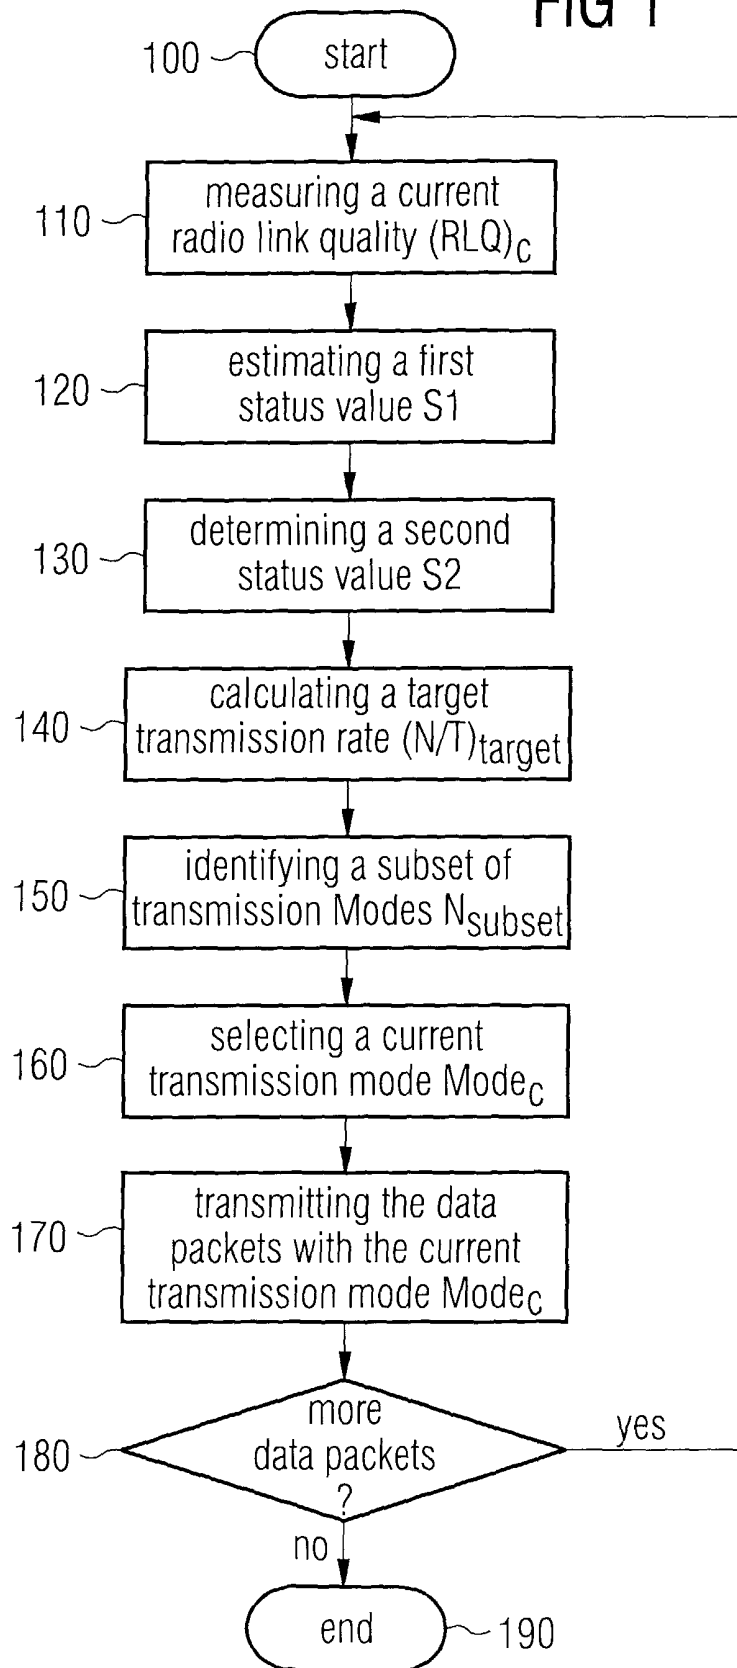 FIG 1
100
start
110
measuring a current
radio link quality (RLQ)c
120
estimating a first
status value S1
130
determining a second
status value S2
140
calculating a target
transmission rate (N/T)target
150
identifying a subset of
transmission Modes Nsubset
160
selecting a current
transmission mode Modec
170
transmitting the data
packets with the current
transmission mode Modec
180
more
data packets
?
yes
no
end
190